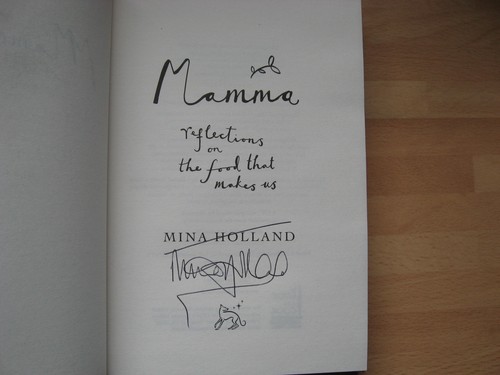 Mamma
reflections
on
the food that
makes us
MINA HOLLAND